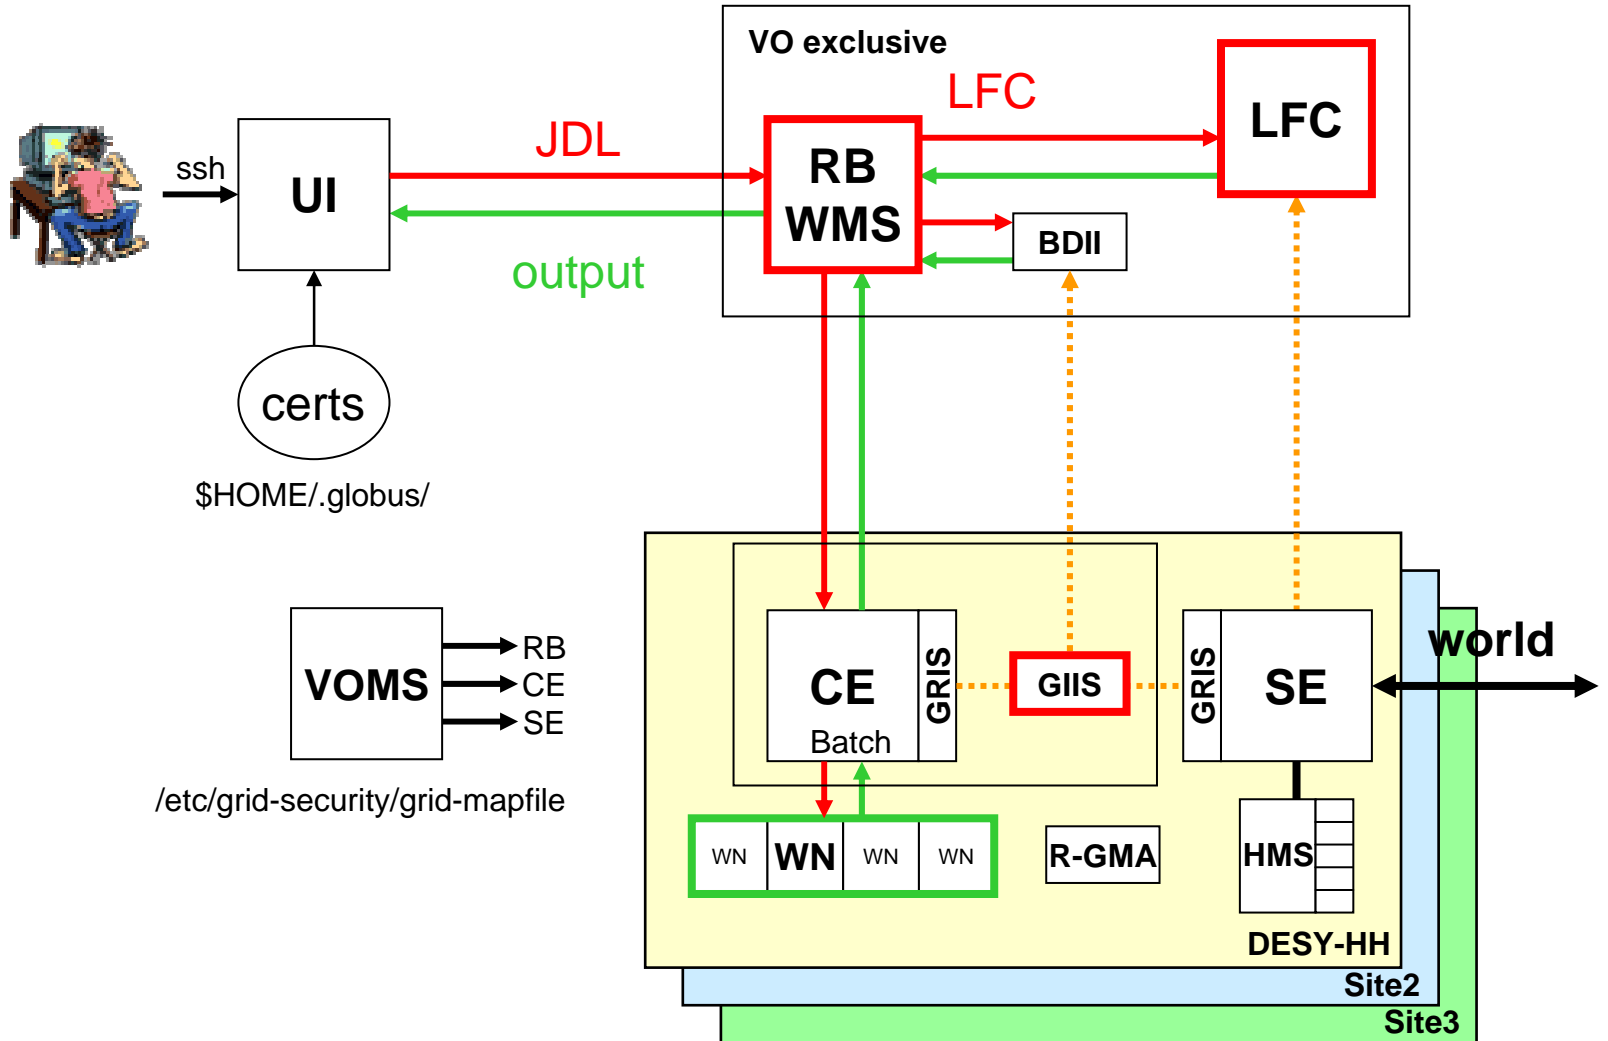 VO exclusive
LFC
LFC
JDL
ssh
UI
RB
WMS
BDII
output
certs
$HOME/.globus/
VOMS
RB
CE
SE
/etc/grid-security/grid-mapfile
CE
Batch
GRIS
GIIS
GRIS
SE
world
WN
WN
WN
WN
R-GMA
HMS
DESY-HH
Site2
Site3